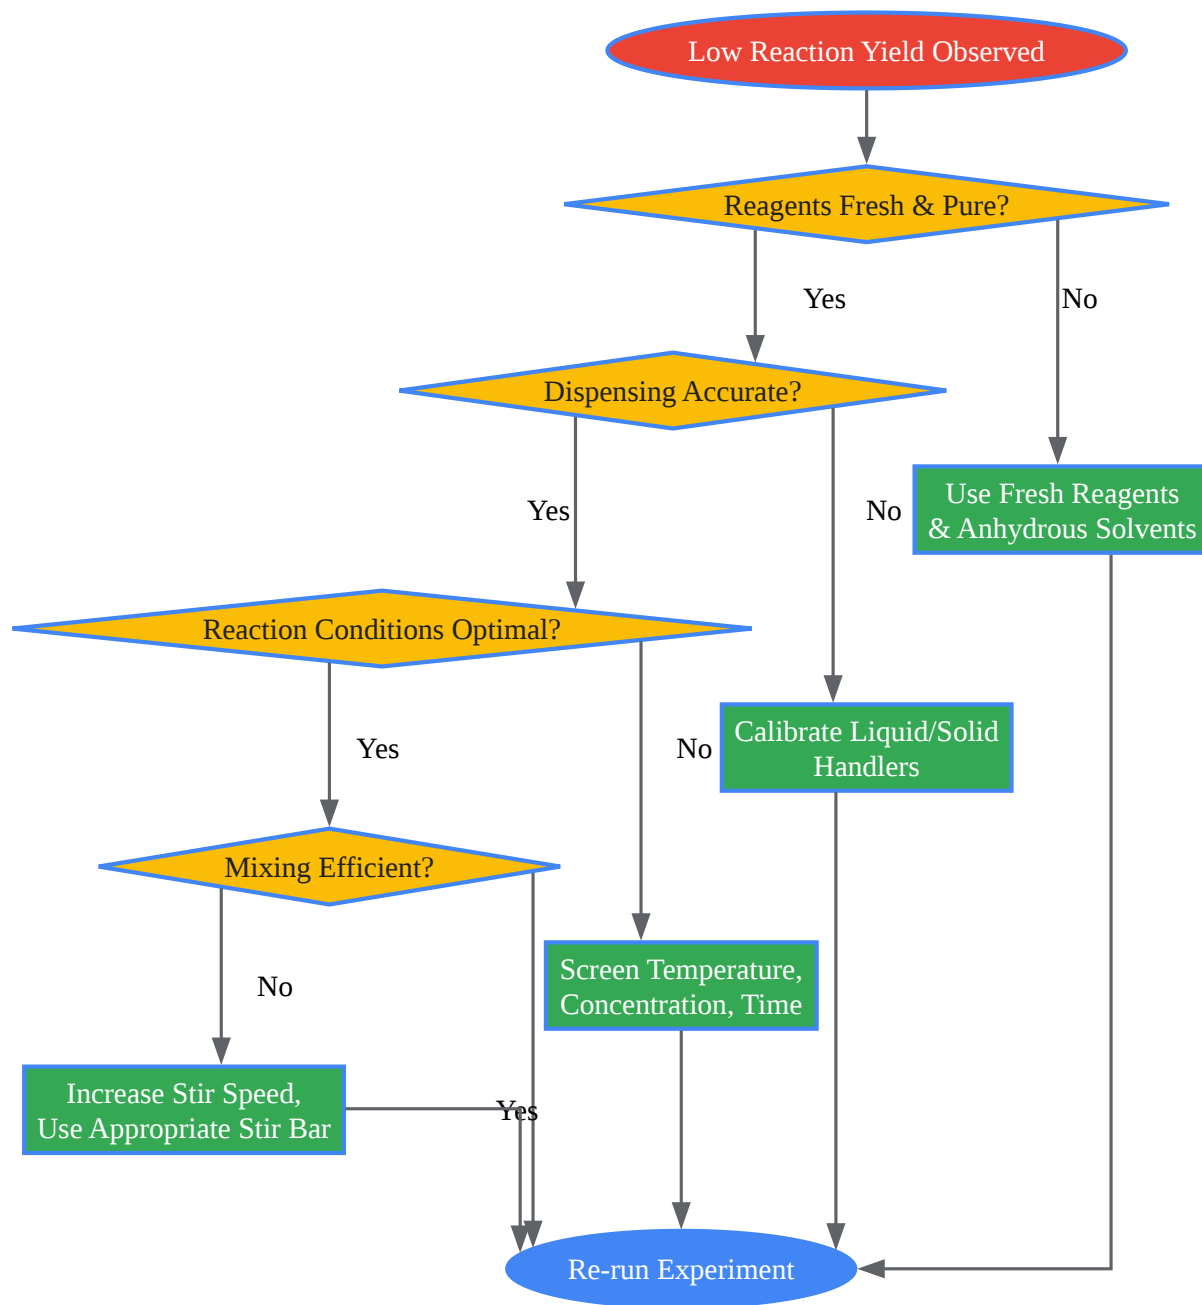 Low Reaction Yield Observed
Reagents Fresh & Pure?
Yes
No
Dispensing Accurate?
Yes
No
Use Fresh Reagents
& Anhydrous Solvents
Reaction Conditions Optimal?
Yes
No
Calibrate Liquid/Solid
Handlers
Mixing Efficient?
No
Yes
Screen Temperature,
Concentration, Time
Increase Stir Speed,
Use Appropriate Stir Bar
Re-run Experiment